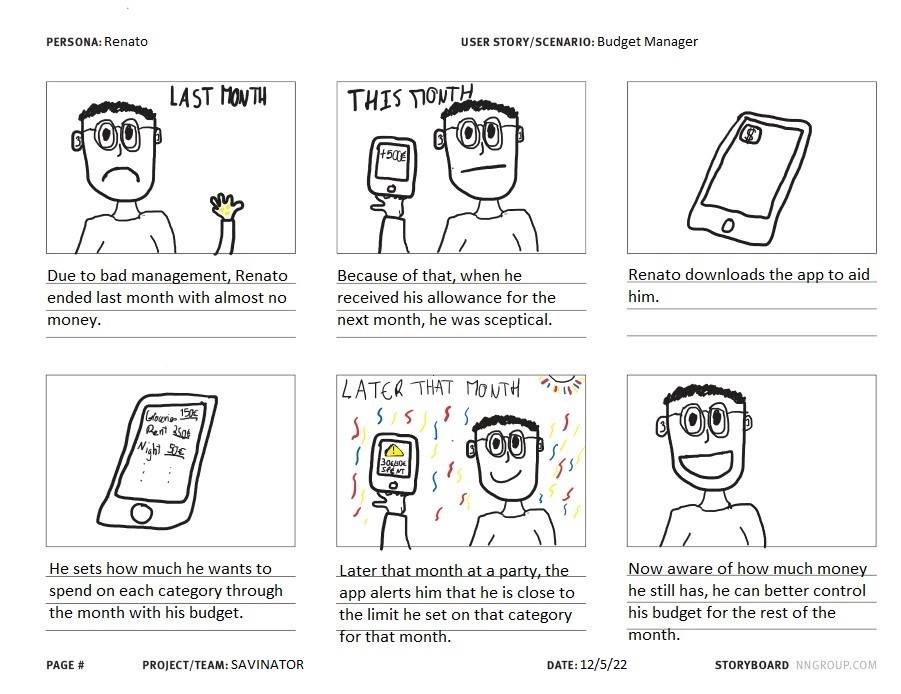 PERSONA: Renato
USER STORY/SCENARIO: Budget Manager
LAST MONTH
Due to bad management, Renato
ended last month with almost no
money.
THIS MONTH
+500€
Because of that, when he
received his allowance for the
next month, he was sceptical.
$
Renato downloads the app to aid
him.
Groceries 150€
Rent 250€
Night 50€
He sets how much he wants to
spend on each category through
the month with his budget.
LATER THAT MONTH
SPENT
Later that month at a party, the
app alerts him that he is close to
the limit he set on that category
for that month.
Now aware of how much money
he still has, he can better control
his budget for the rest of the
month.
PAGE #
PROJECT/TEAM: SAVINATOR
DATE: 12/5/22
STORYBOARD NNGROUP.COM